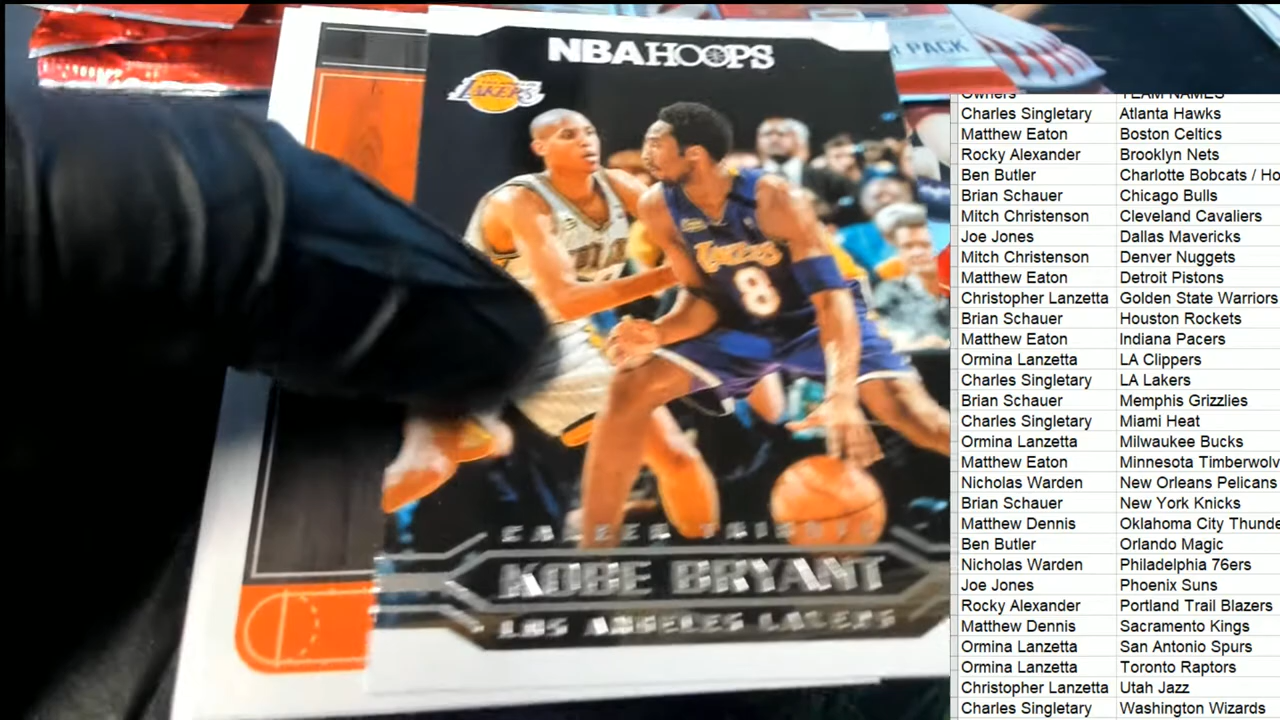 NBA HOOPS
LAKERS
PACK
LAKERS
8
CAREER TRIBUTE
KOBE BRYANT
LOS ANGELES LAKERS
Owners TEAM NAMES
Charles Singletary Atlanta Hawks
Matthew Eaton Boston Celtics
Rocky Alexander Brooklyn Nets
Ben Butler Charlotte Bobcats / Ho
Brian Schauer Chicago Bulls
Mitch Christenson Cleveland Cavaliers
Joe Jones Dallas Mavericks
Mitch Christenson Denver Nuggets
Matthew Eaton Detroit Pistons
Christopher Lanzetta Golden State Warriors
Brian Schauer Houston Rockets
Matthew Eaton Indiana Pacers
Ormina Lanzetta LA Clippers
Charles Singletary LA Lakers
Brian Schauer Memphis Grizzlies
Charles Singletary Miami Heat
Ormina Lanzetta Milwaukee Bucks
Matthew Eaton Minnesota Timberwolv
Nicholas Warden New Orleans Pelicans
Brian Schauer New York Knicks
Matthew Dennis Oklahoma City Thunde
Ben Butler Orlando Magic
Nicholas Warden Philadelphia 76ers
Joe Jones Phoenix Suns
Rocky Alexander Portland Trail Blazers
Matthew Dennis Sacramento Kings
Ormina Lanzetta San Antonio Spurs
Ormina Lanzetta Toronto Raptors
Christopher Lanzetta Utah Jazz
Charles Singletary Washington Wizards